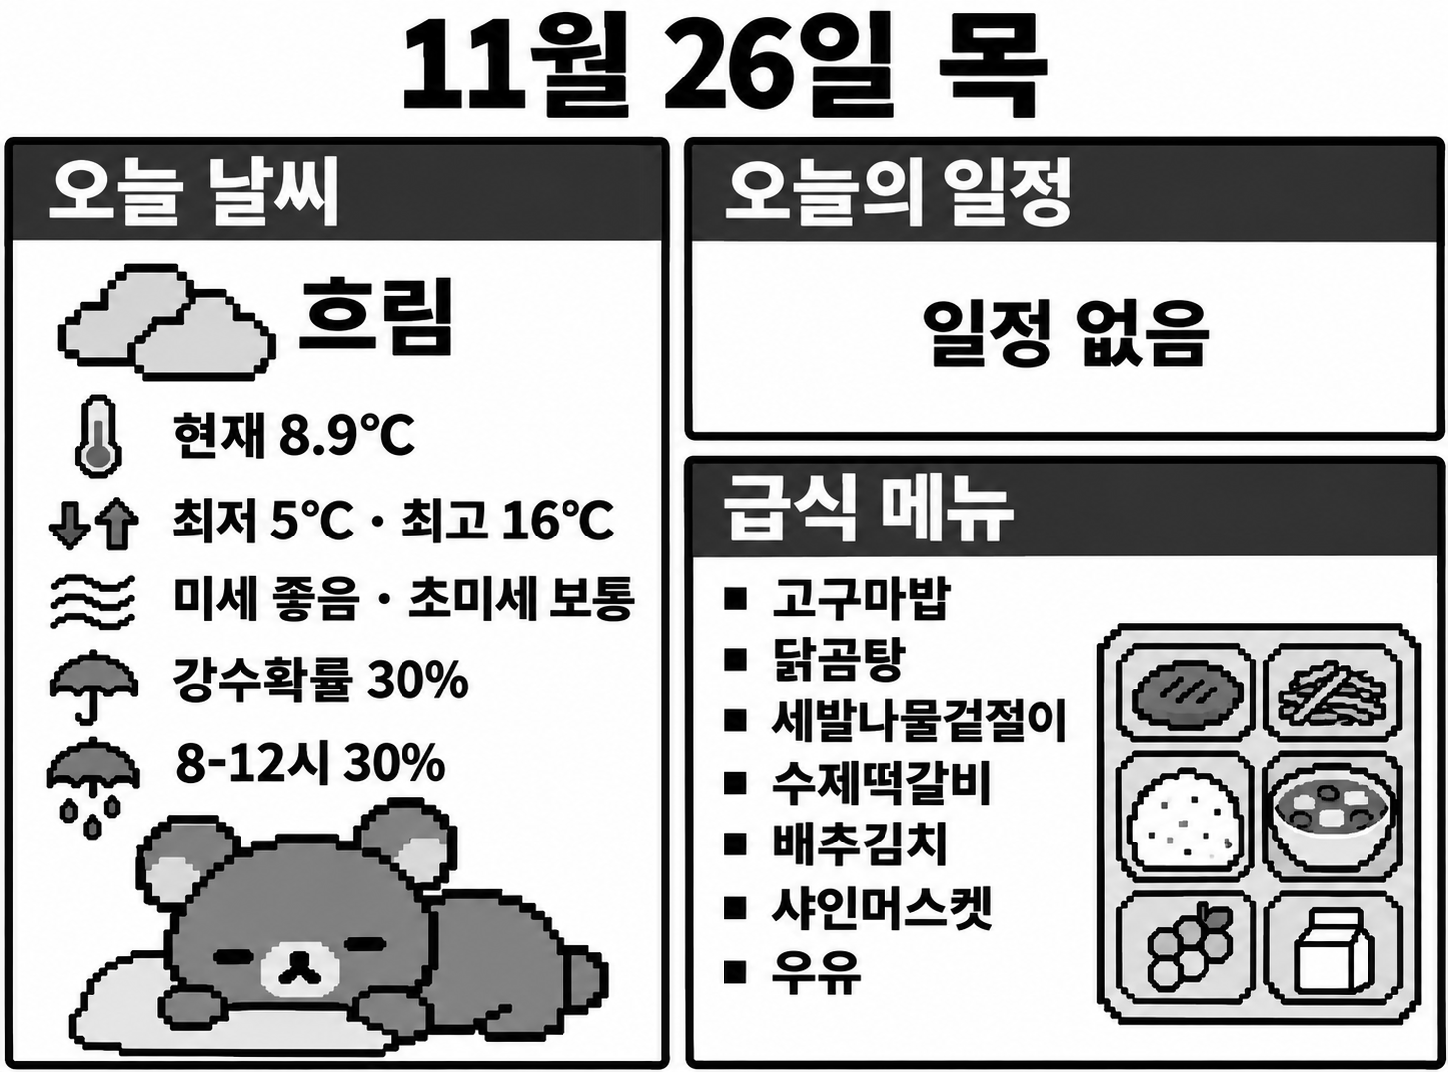 11월 26일 목
오늘 날씨
흐림
현재 8.9°C
최저 5°C · 최고 16°C
미세 좋음 · 초미세 보통
강수확률 30%
8-12시 30%
오늘의 일정
일정 없음
급식 메뉴
▪ 고구마밥
▪ 닭곰탕
▪ 세발나물겉절이
▪ 수제떡갈비
▪ 배추김치
▪ 샤인머스켓
▪ 우유